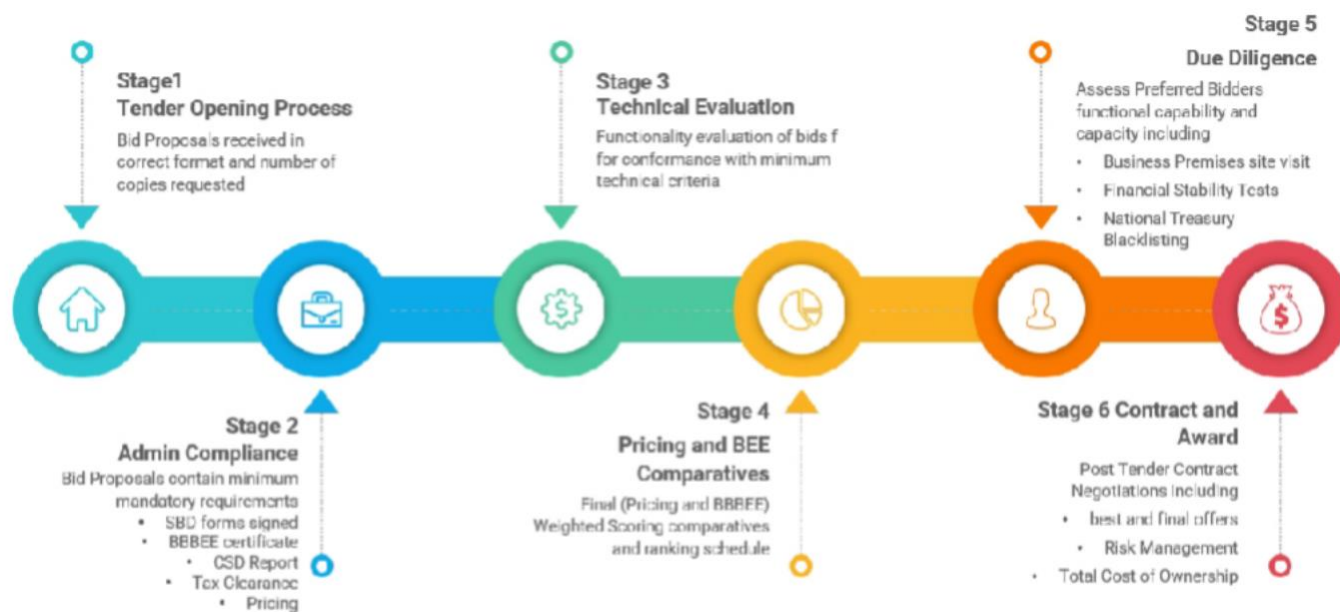 Stage1
Tender Opening Process
Bid Proposals received in
correct format and number of
copies requested
Stage 2
Admin Compliance
Bid Proposals contain minimum
mandatory requirements
• SBD forms signed
• BBBEE certificate
• CSD Report
• Tax Clearance
• Pricing
Stage 3
Technical Evaluation
Functionality evaluation of bids f
for conformance with minimum
technical criteria
Stage 4
Pricing and BEE
Comparatives
Final (Pricing and BBBEE)
Weighted Scoring comparatives
and ranking schedule
Stage 5
Due Diligence
Assess Preferred Bidders
functional capability and
capacity including
• Business Premises site visit
• Financial Stability Tests
• National Treasury
Blacklisting
Stage 6 Contract and
Award
Post Tender Contract
Negotiations Including
• best and final offers
• Risk Management
• Total Cost of Ownership